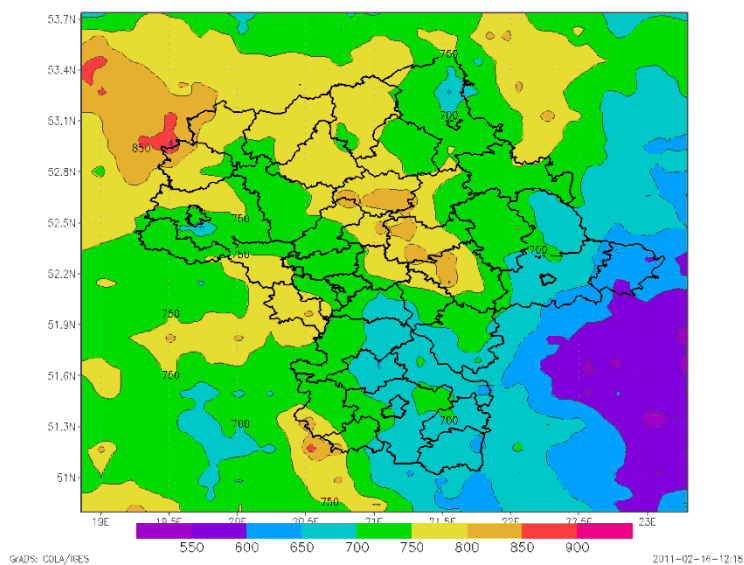 53.7N
53.4N
53.1N
52.8N
52.5N
52.2N
51.9N
51.6N
51.3N
51N
750
700
850
750
750
700
750
750
700
700
750
19E 19.5E 20E 20.5E 21E 21.5E 22E 22.5E 23E
550 600 650 700 750 800 850 900
GrADS: COLA/IGES 2011-02-16-12:18